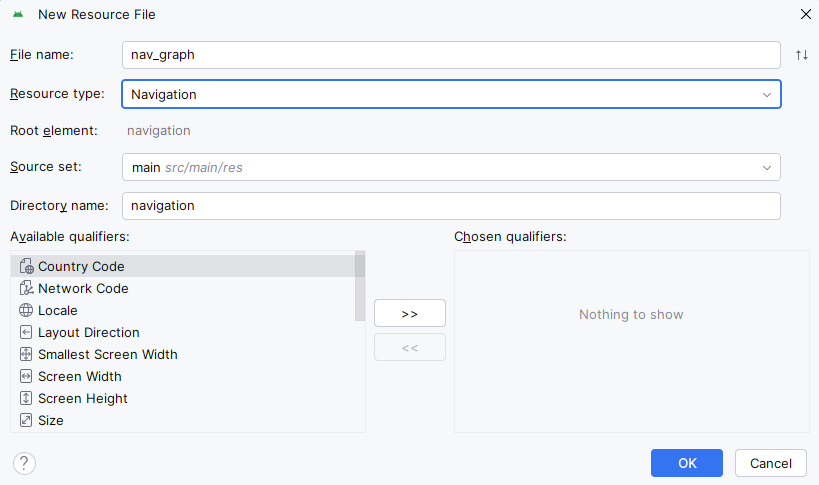 New Resource File
File name: nav_graph
Resource type: Navigation
Root element: navigation
Source set: main src/main/res
Directory name: navigation
Available qualifiers: Chosen qualifiers:
Country Code
Network Code
Locale
Layout Direction
Smallest Screen Width
Screen Width
Screen Height
Size
>>
<<
Nothing to show
? OK Cancel